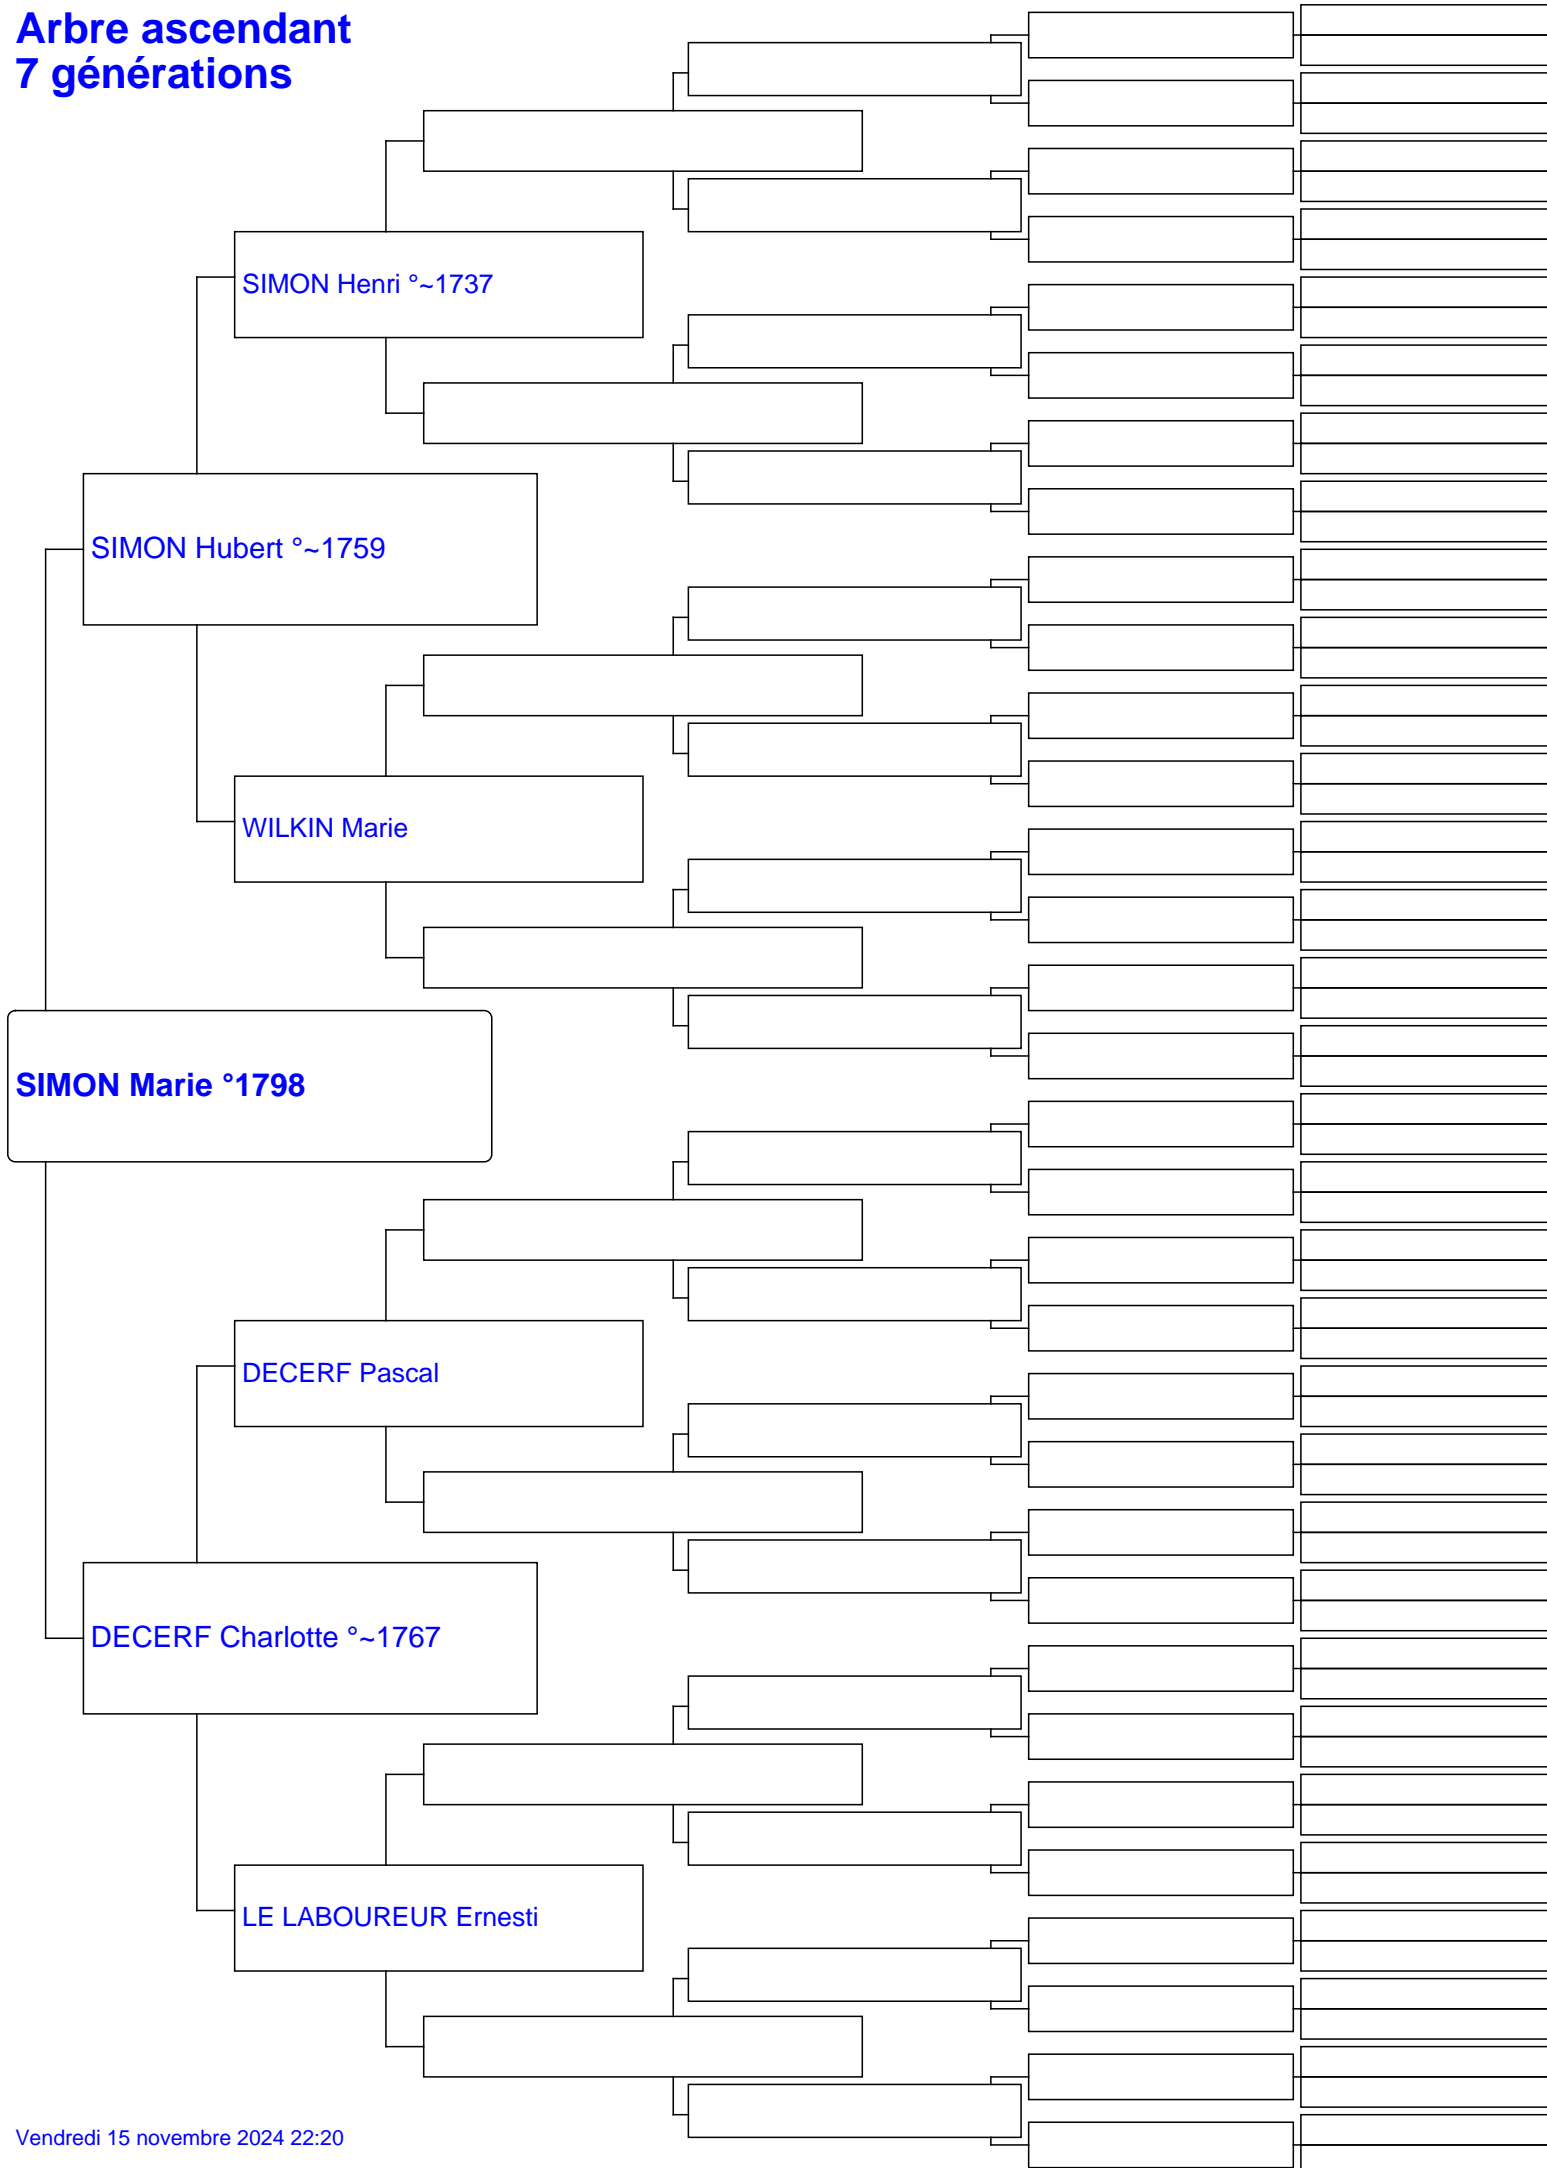 Arbre ascendant
7 générations
SIMON Henri °~1737
SIMON Hubert °~1759
WILKIN Marie
SIMON Marie °1798
DECERF Pascal
DECERF Charlotte °~1767
LE LABOUREUR Ernesti
Vendredi 15 novembre 2024 22:20